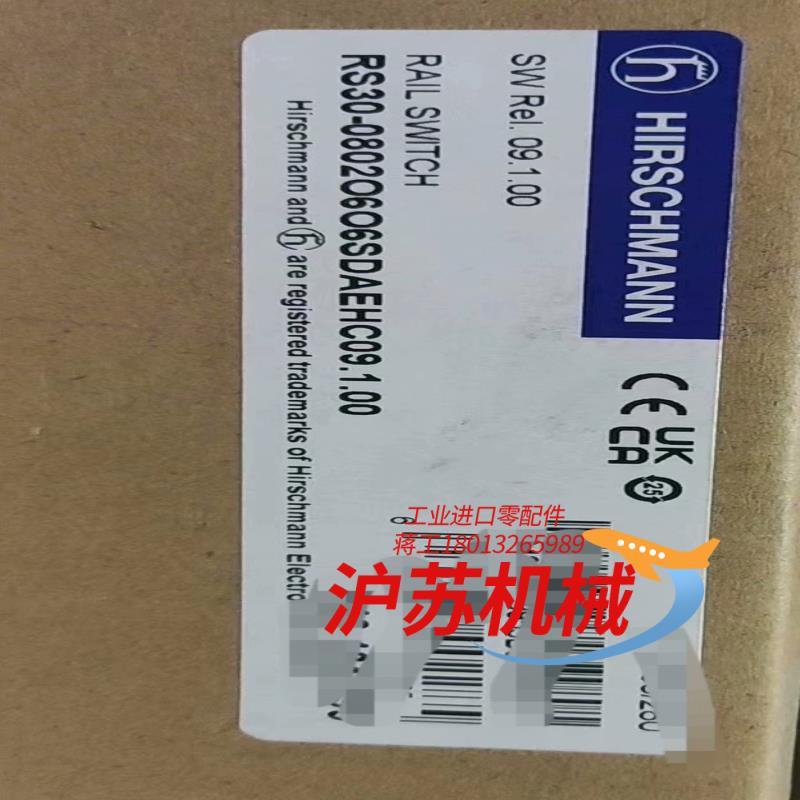 HIRSCHMANN
CE UK
CA
25
SW Rel. 09.1.00
RAIL SWITCH
RS30-0802O6O6SDAEHC09.1.00
Hirschmann and are registered trademarks of Hirschmann Electro
工业进口零配件
蒋工18013265989
沪苏机械